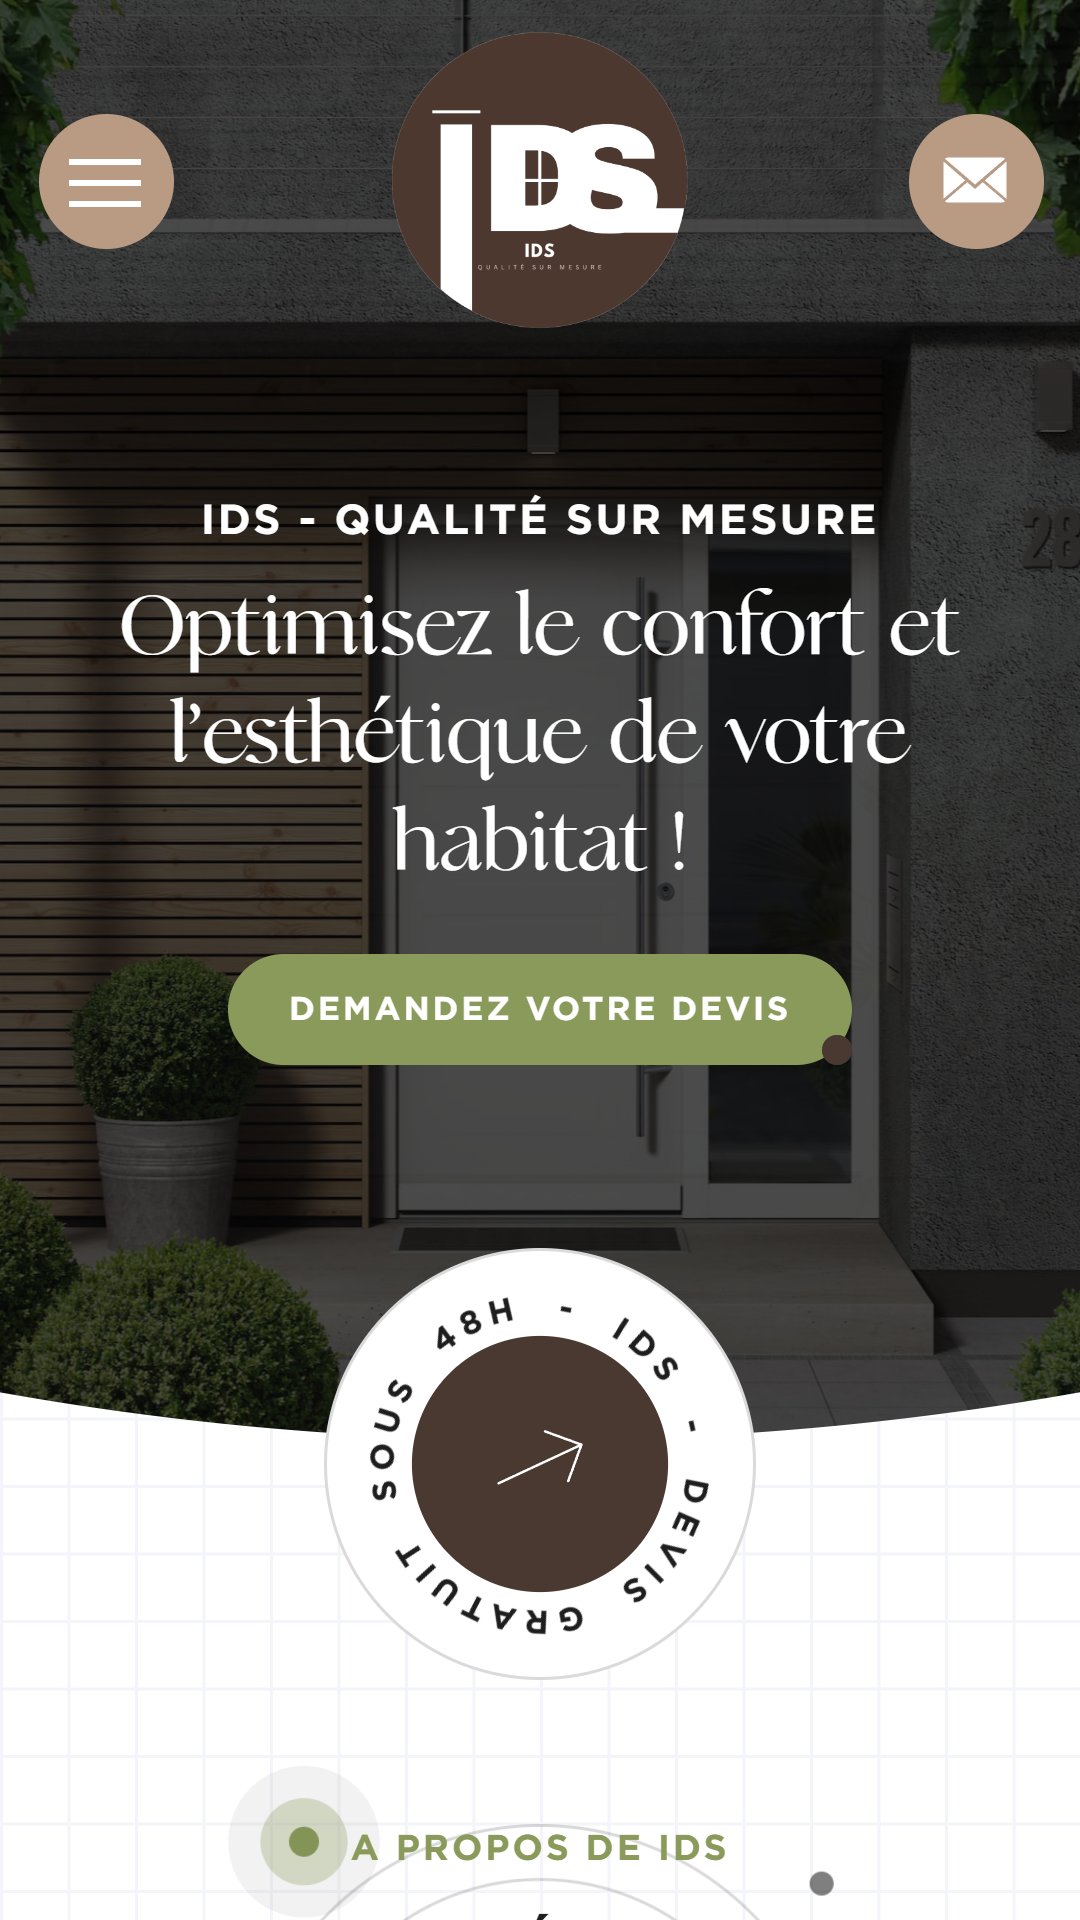 IDS
IDS
QUALITÉ SUR MESURE
28
IDS - QUALITÉ SUR MESURE
Optimisez le confort et
l’esthétique de votre
habitat !
DEMANDEZ VOTRE DEVIS
IDS - DEVIS GRATUIT SOUS 48H -
A PROPOS DE IDS